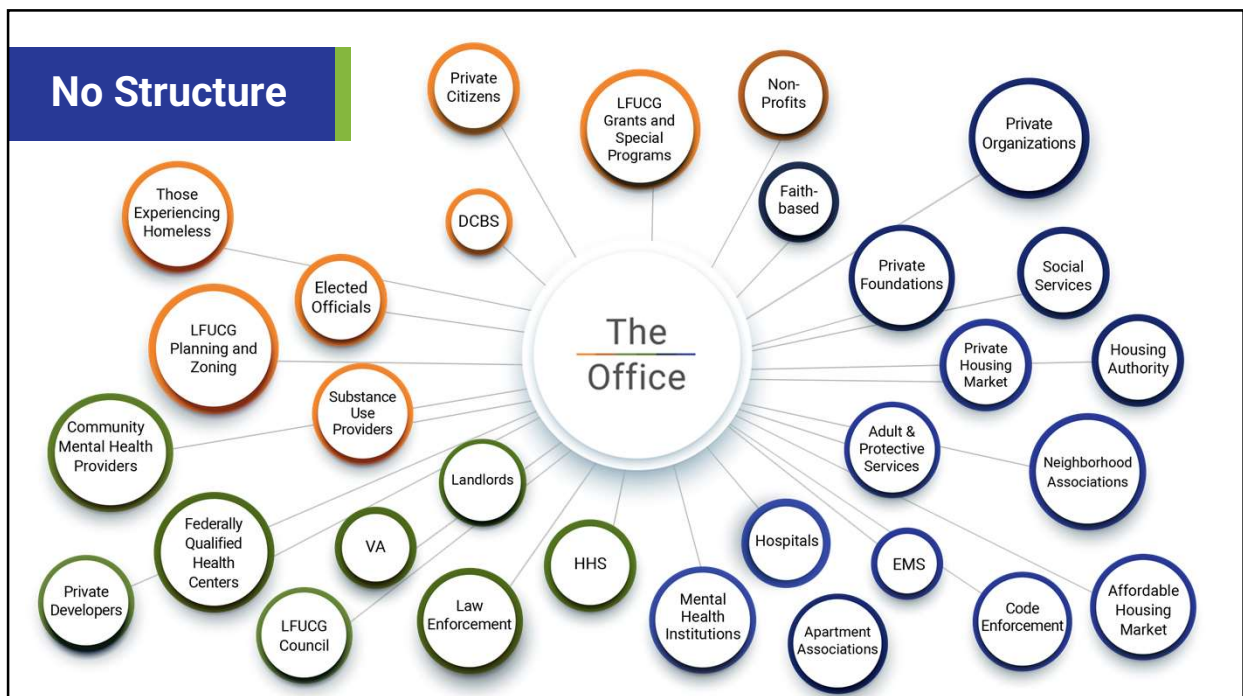 No Structure
Private
Citizens
LFUCG
Grants and
Special
Programs
Non-
Profits
Private
Organizations
Those
Experiencing
Homeless
DCBS
Faith-
based
Elected
Officials
Private
Foundations
Social
Services
LFUCG
Planning and
Zoning
The
Office
Private
Housing
Market
Housing
Authority
Substance
Use
Providers
Community
Mental Health
Providers
Adult &
Protective
Services
Neighborhood
Associations
Landlords
Federally
Qualified
Health
Centers
VA
HHS
Hospitals
EMS
Private
Developers
LFUCG
Council
Law
Enforcement
Mental
Health
Institutions
Apartment
Associations
Code
Enforcement
Affordable
Housing
Market